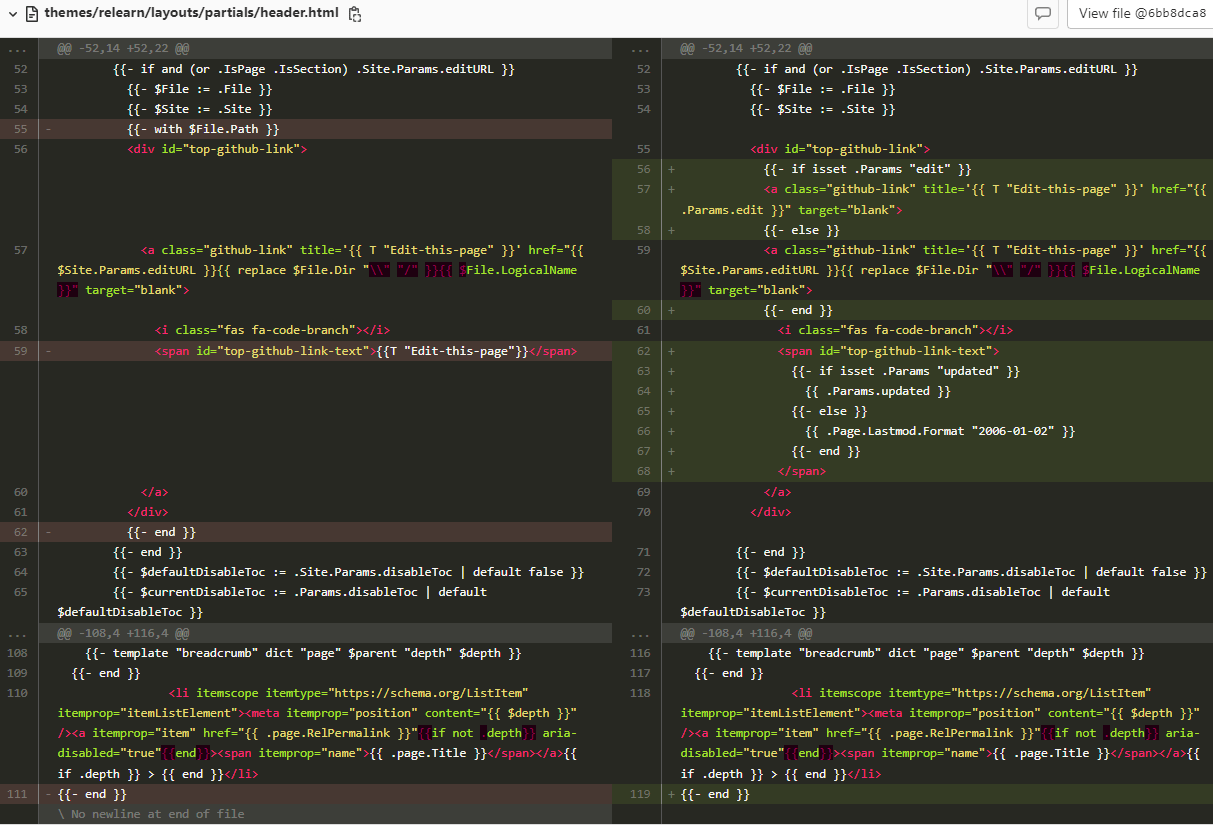 themes/relearn/layouts/partials/header.html
View file @6bb8dca8
... @@ -52,14 +52,22 @@
52 {{- if and (or .IsPage .IsSection) .Site.Params.editURL }}
53 {{- $File := .File }}
54 {{- $Site := .Site }}
55 - {{- with $File.Path }}
56 <div id="top-github-link">
57 <a class="github-link" title='{{ T "Edit-this-page" }}' href="{{
$Site.Params.editURL }}{{ replace $File.Dir "\\" "/" }}{{ $File.LogicalName
}}" target="blank">
58 <i class="fas fa-code-branch"></i>
59 - <span id="top-github-link-text">{{T "Edit-this-page"}}</span>
60 </a>
61 </div>
62 - {{- end }}
63 {{- end }}
64 {{- $defaultDisableToc := .Site.Params.disableToc | default false }}
65 {{- $currentDisableToc := .Params.disableToc | default
$defaultDisableToc }}
... @@ -108,4 +116,4 @@
108 {{- template "breadcrumb" dict "page" $parent "depth" $depth }}
109 {{- end }}
110 <li itemscope itemtype="https://schema.org/ListItem"
itemprop="itemListElement"><meta itemprop="position" content="{{ $depth }}"
/><a itemprop="item" href="{{ .page.RelPermalink }}"{{if not .depth}} aria-
disabled="true"{{end}}><span itemprop="name">{{ .page.Title }}</span></a>{{
if .depth }} > {{ end }}</li>
111 - {{- end }}
\ No newline at end of file
... @@ -52,14 +52,22 @@
52 {{- if and (or .IsPage .IsSection) .Site.Params.editURL }}
53 {{- $File := .File }}
54 {{- $Site := .Site }}
55 <div id="top-github-link">
56 + {{- if isset .Params "edit" }}
57 + <a class="github-link" title='{{ T "Edit-this-page" }}' href="{{
.Params.edit }}" target="blank">
58 + {{- else }}
59 <a class="github-link" title='{{ T "Edit-this-page" }}' href="{{
$Site.Params.editURL }}{{ replace $File.Dir "\\" "/" }}{{ $File.LogicalName
}}" target="blank">
60 + {{- end }}
61 <i class="fas fa-code-branch"></i>
62 + <span id="top-github-link-text">
63 + {{- if isset .Params "updated" }}
64 + {{ .Params.updated }}
65 + {{- else }}
66 + {{ .Page.Lastmod.Format "2006-01-02" }}
67 + {{- end }}
68 + </span>
69 </a>
70 </div>
71 {{- end }}
72 {{- $defaultDisableToc := .Site.Params.disableToc | default false }}
73 {{- $currentDisableToc := .Params.disableToc | default
$defaultDisableToc }}
... @@ -108,4 +116,4 @@
116 {{- template "breadcrumb" dict "page" $parent "depth" $depth }}
117 {{- end }}
118 <li itemscope itemtype="https://schema.org/ListItem"
itemprop="itemListElement"><meta itemprop="position" content="{{ $depth }}"
/><a itemprop="item" href="{{ .page.RelPermalink }}"{{if not .depth}} aria-
disabled="true"{{end}}><span itemprop="name">{{ .page.Title }}</span></a>{{
if .depth }} > {{ end }}</li>
119 + {{- end }}